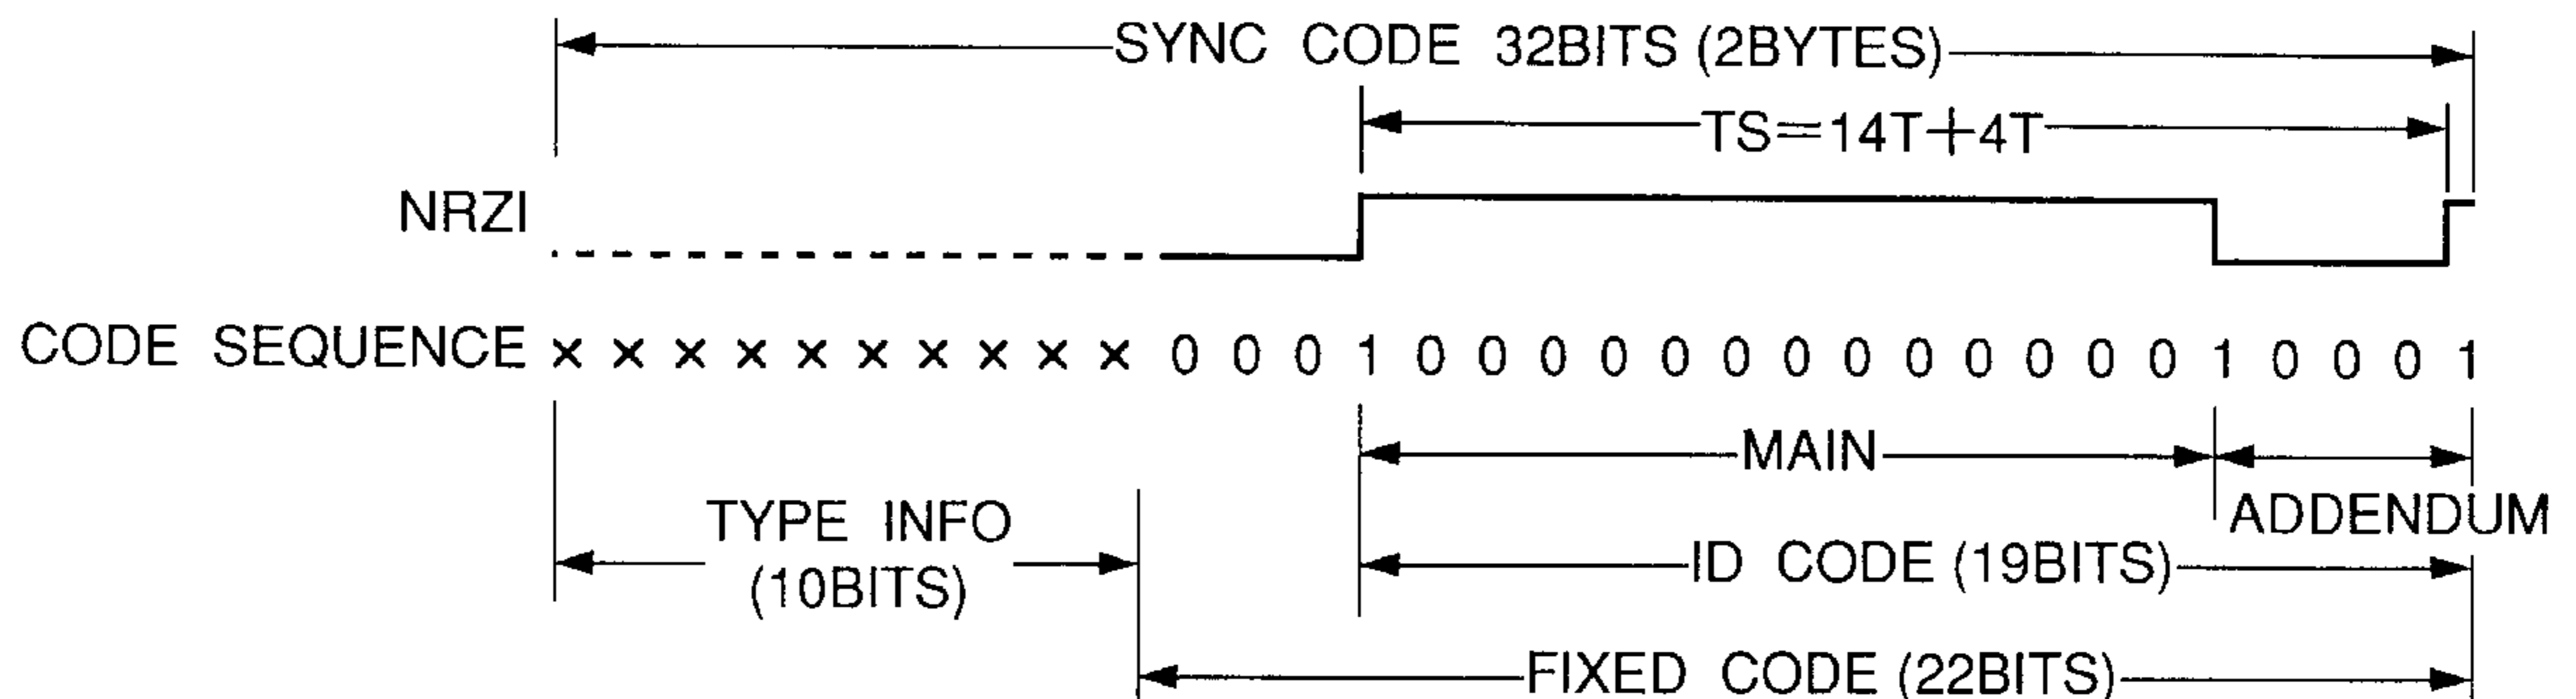 SYNC CODE 32BITS (2BYTES)
TS=14T+4T
NRZI
CODE SEQUENCE × × × × × × × × × × 0 0 0 1 0 0 0 0 0 0 0 0 0 0 0 0 0 1 0 0 0 1
MAIN
TYPE INFO
(10BITS)
ADDENDUM
ID CODE (19BITS)
FIXED CODE (22BITS)